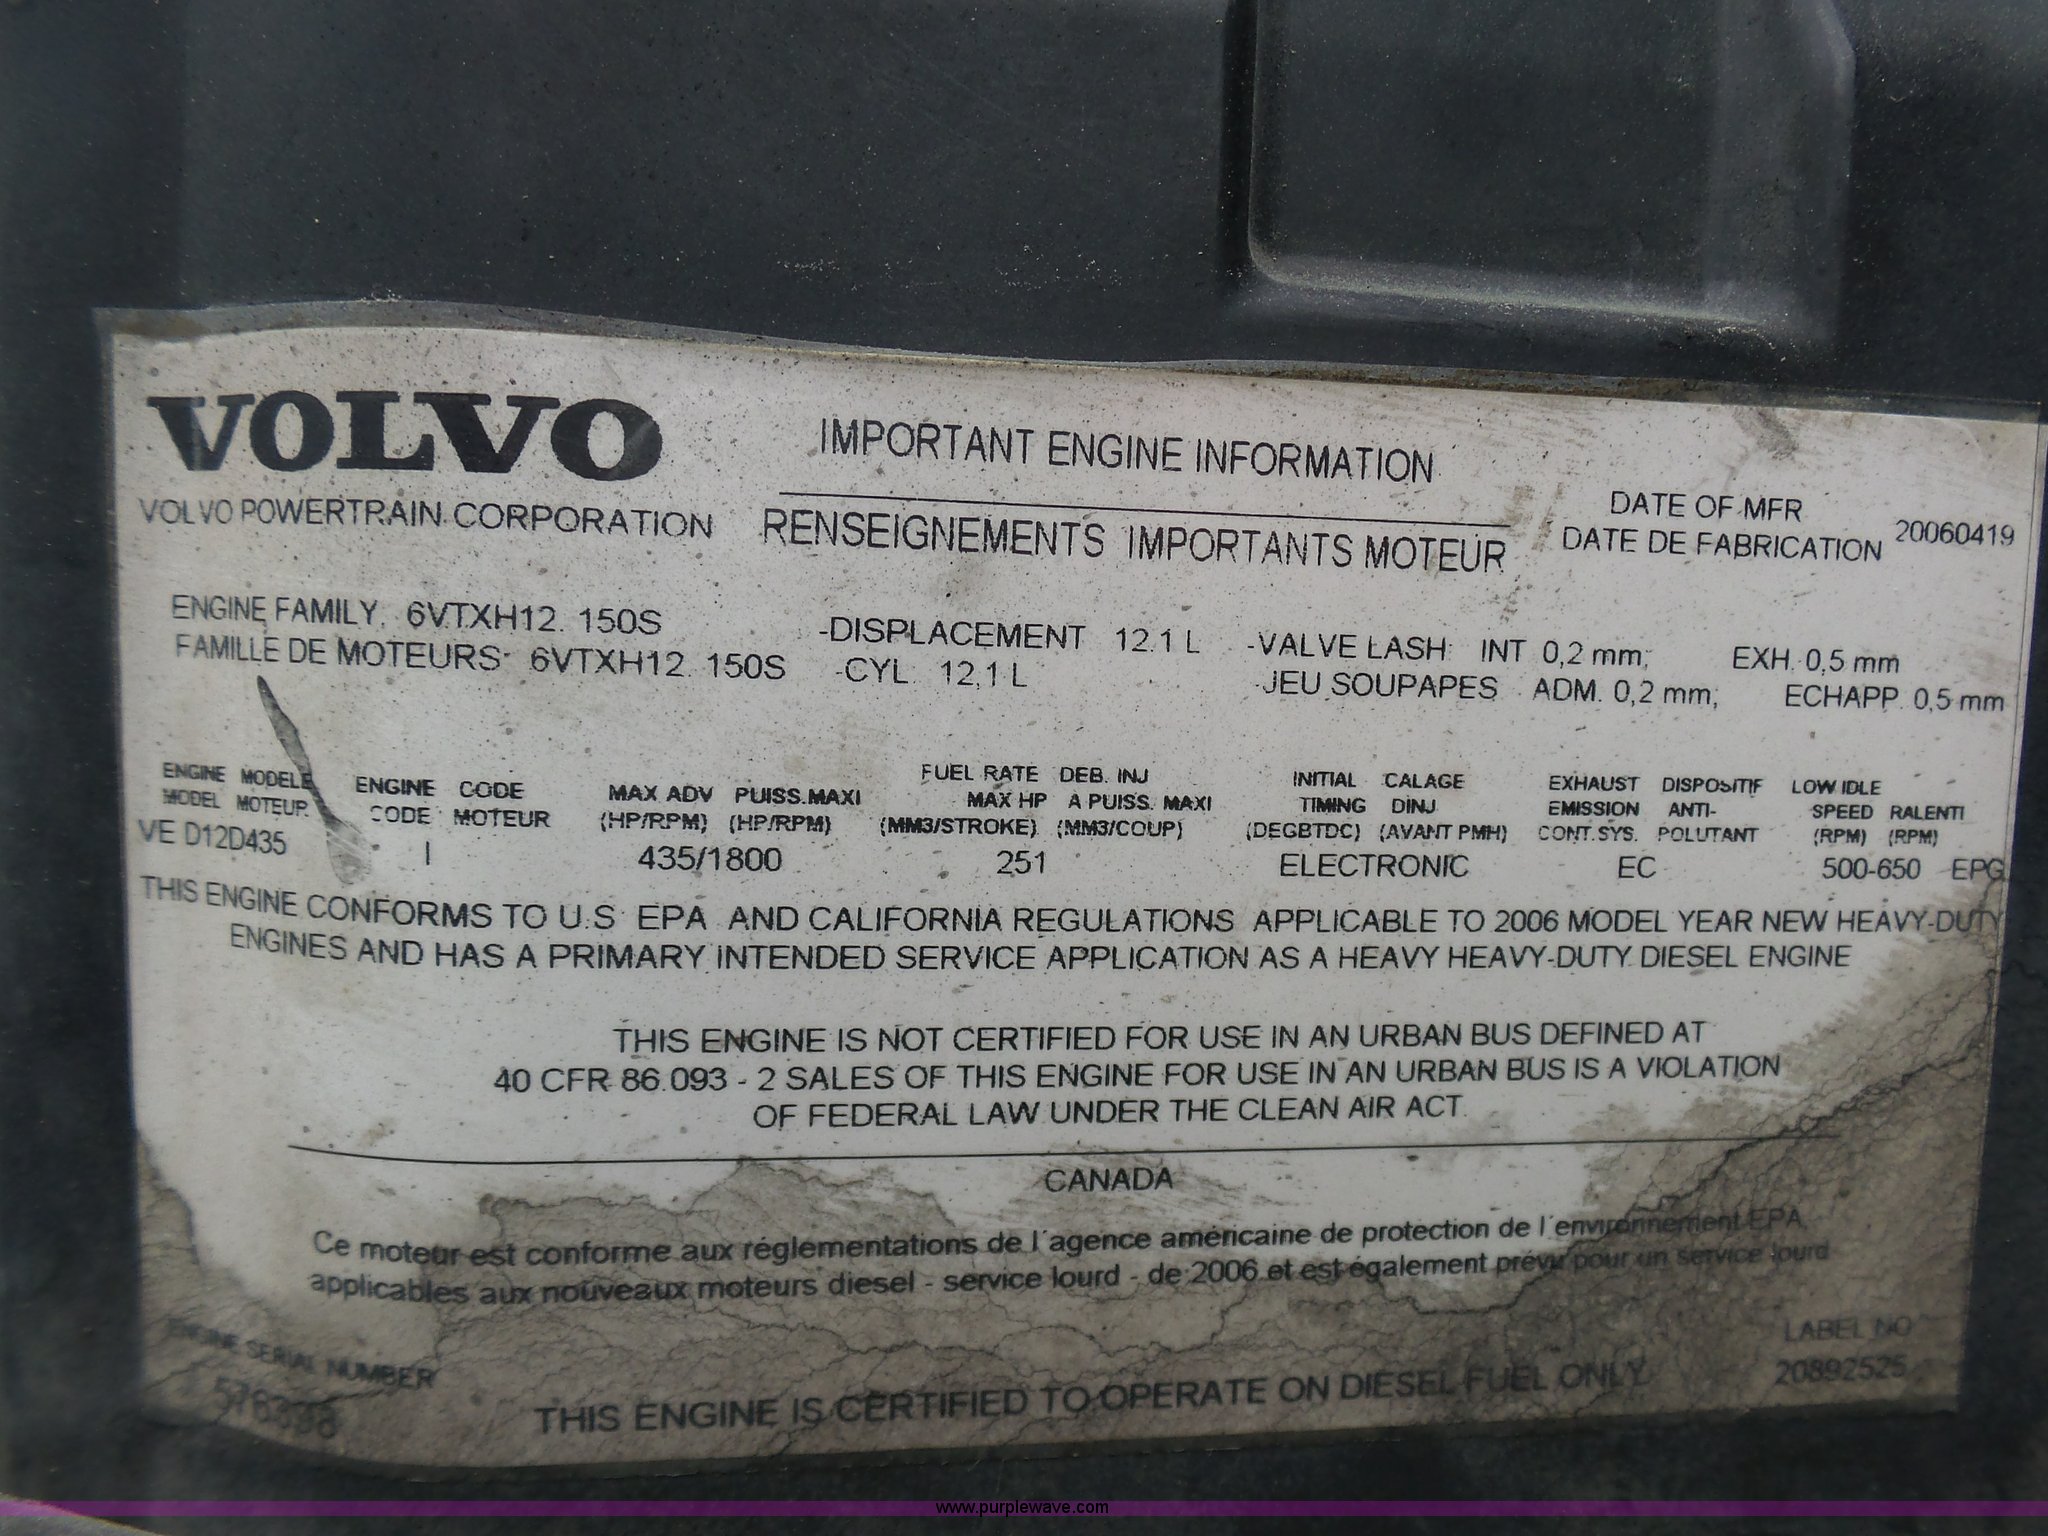 VOLVO
VOLVO POWERTRAIN CORPORATION
IMPORTANT ENGINE INFORMATION
RENSEIGNEMENTS IMPORTANTS MOTEUR
DATE OF MFR
DATE DE FABRICATION 20060419
ENGINE FAMILY. 6VTXH12. 150S
FAMILLE DE MOTEURS· 6VTXH12. 150S
-DISPLACEMENT 12.1 L
-CYL 12,1 L
-VALVE LASH INT 0,2 mm; EXH. 0,5 mm
-JEU SOUPAPES ADM. 0,2 mm, ECHAPP. 0,5 mm
ENGINE MODELE
MODEL MOTEUR
VE D12D435
ENGINE CODE
CODE MOTEUR
I
MAX ADV PUISS.MAXI
(HP/RPM) (HP/RPM)
435/1800
FUEL RATE DEB. INJ
MAX HP A PUISS. MAXI
(MM3/STROKE) (MM3/COUP)
251
INITIAL CALAGE
TIMING DINJ
(DEGBTDC) (AVANT PMH)
ELECTRONIC
EXHAUST DISPOSITIF
EMISSION ANTI-
CONT.SYS. POLUTANT
EC
LOW IDLE
SPEED RALENTI
(RPM) (RPM)
500-650 EPG
THIS ENGINE CONFORMS TO U.S EPA AND CALIFORNIA REGULATIONS APPLICABLE TO 2006 MODEL YEAR NEW HEAVY-DUTY
ENGINES AND HAS A PRIMARY INTENDED SERVICE APPLICATION AS A HEAVY HEAVY-DUTY DIESEL ENGINE
THIS ENGINE IS NOT CERTIFIED FOR USE IN AN URBAN BUS DEFINED AT
40 CFR 86.093 - 2 SALES OF THIS ENGINE FOR USE IN AN URBAN BUS IS A VIOLATION
OF FEDERAL LAW UNDER THE CLEAN AIR ACT.
CANADA
Ce moteur est conforme aux réglementations de l´agence américaine de protection de l´environnement EPA,
applicables aux nouveaux moteurs diesel - service lourd - de 2006 et est également prévu pour un service lourd
ENGINE SERIAL NUMBER
THIS ENGINE IS CERTIFIED TO OPERATE ON DIESEL FUEL ONLY
LABEL NO
20892525
www.purplewave.com